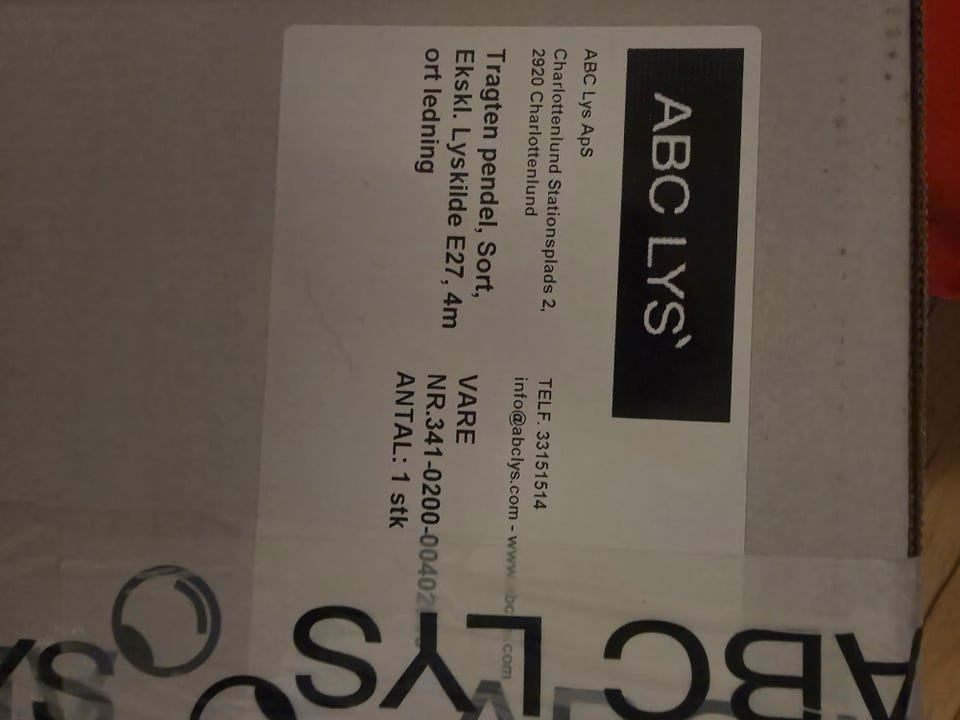 ABC LYS`
ABC Lys ApS
Charlottenlund Stationsplads 2,
2920 Charlottenlund
TELF. 33151514
info@abclys.com -
Tragten pendel, Sort,
Ekskl. Lyskilde E27, 4m
ort ledning
VARE
ANTAL: 1 stk
ABC LYS